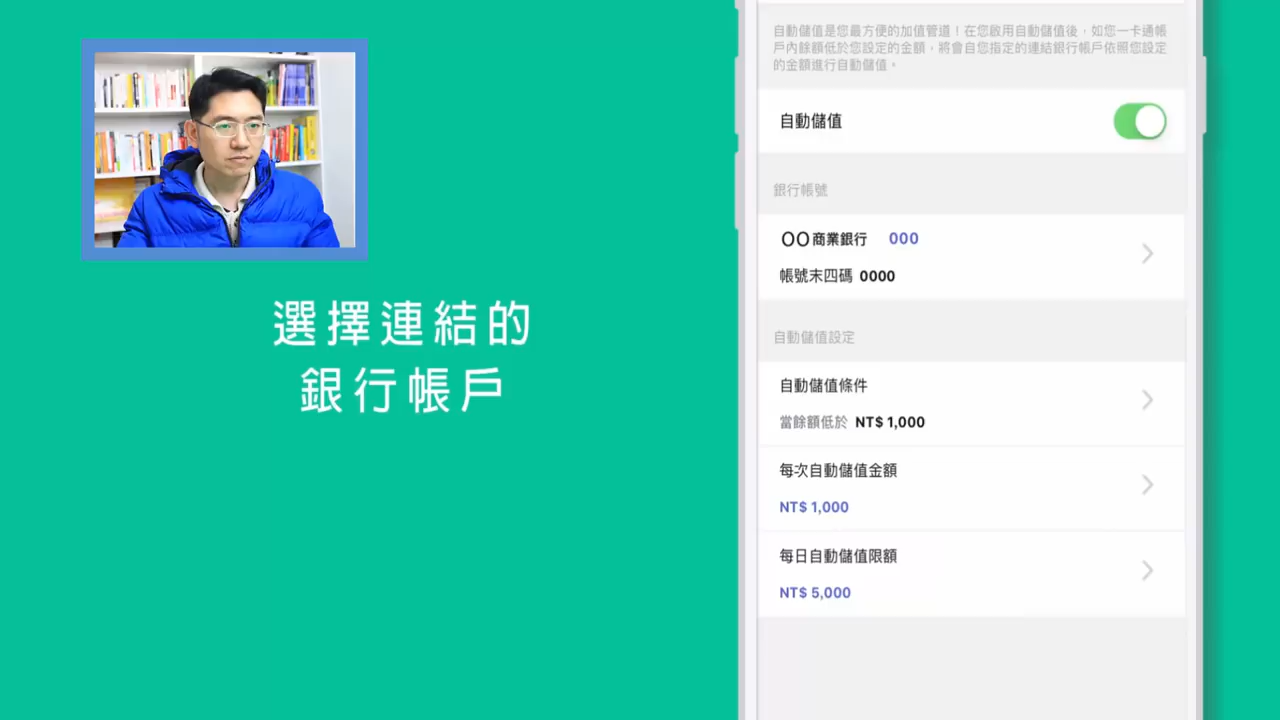 選擇連結的
銀行帳戶
自動儲值是您最方便的加值管道！在您啟用自動儲值後，如您一卡通帳
戶內餘額低於您設定的金額，將會自您指定的連結銀行帳戶依照您設定
的金額進行自動儲值。
自動儲值
銀行帳號
OO商業銀行 000
帳號末四碼 0000
自動儲值設定
自動儲值條件
當餘額低於 NT$ 1,000
每次自動儲值金額
NT$ 1,000
每日自動儲值限額
NT$ 5,000